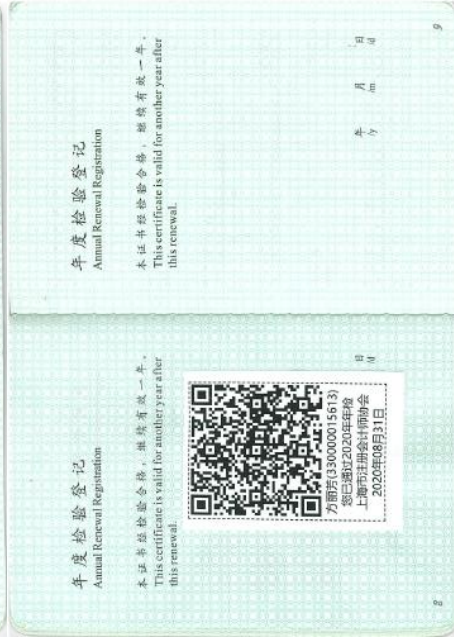 年度检验登记
Annual Renewal Registration
本证书经检验合格，继续有效一年。
This certificate is valid for another year after
this renewal.
方丽芳(330000015613)
您已通过2020年年检
上海市注册会计师协会
2020年08月31日
日
/d
8
年度检验登记
Annual Renewal Registration
本证书经检验合格，继续有效一年。
This certificate is valid for another year after
this renewal.
年 月 日
/y /m /d
9